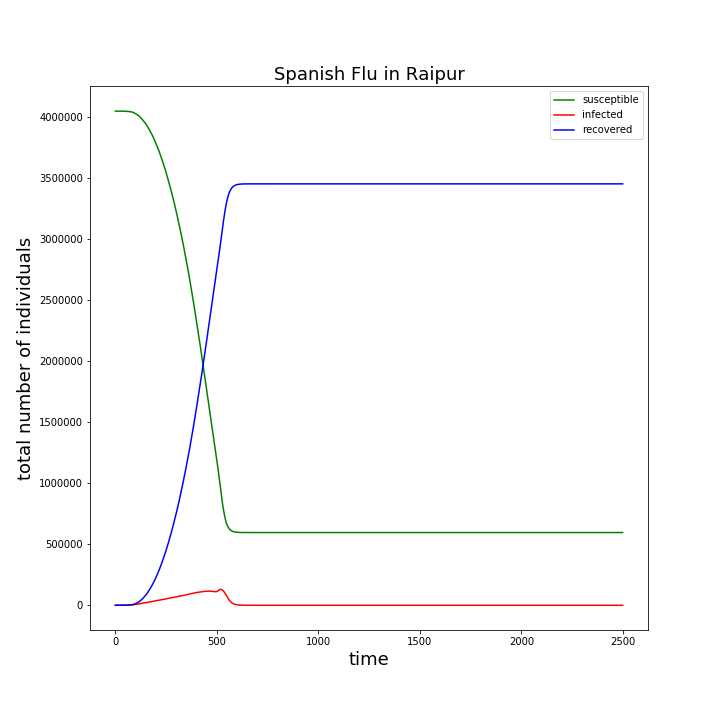 Spanish Flu in Raipur
susceptible
infected
recovered
total number of individuals
4000000
3500000
3000000
2500000
2000000
1500000
1000000
500000
0
0 500 1000 1500 2000 2500
time